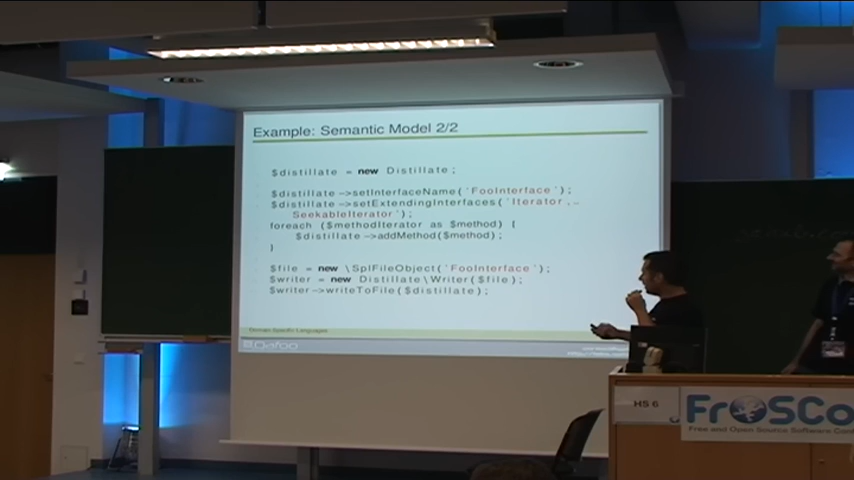 Example: Semantic Model 2/2
$distillate = new Distillate;
$distillate->setInterfaceName('FooInterface');
$distillate->setExtendingInterfaces('Iterator,
SeekableIterator');
foreach ($methodIterator as $method) {
$distillate->addMethod($method);
}
$file = new \SplFileObject('FooInterface');
$writer = new Distillate\Writer($file);
$writer->writeToFile($distillate);
Domain Specific Languages
Qafoo
HS 6
FrOSCo
Free and Open Source Software Con